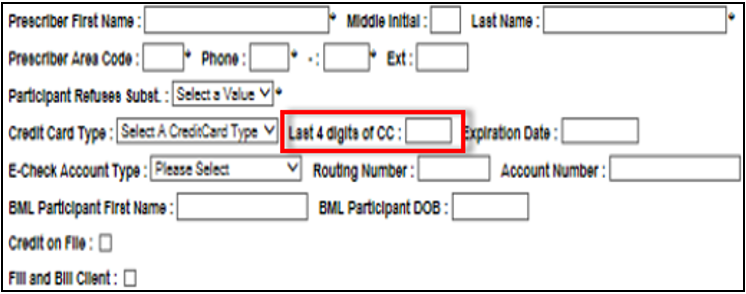 Prescriber First Name : * Middle Initial : Last Name : *
Prescriber Area Code : * Phone : * - : * Ext :
Participant Refuses Subst. : Select a Value *
Credit Card Type : Select A CreditCard Type Last 4 digits of CC : Expiration Date :
E-Check Account Type : Please Select Routing Number : Account Number :
BML Participant First Name : BML Participant DOB :
Credit on File :
Fill and Bill Client :